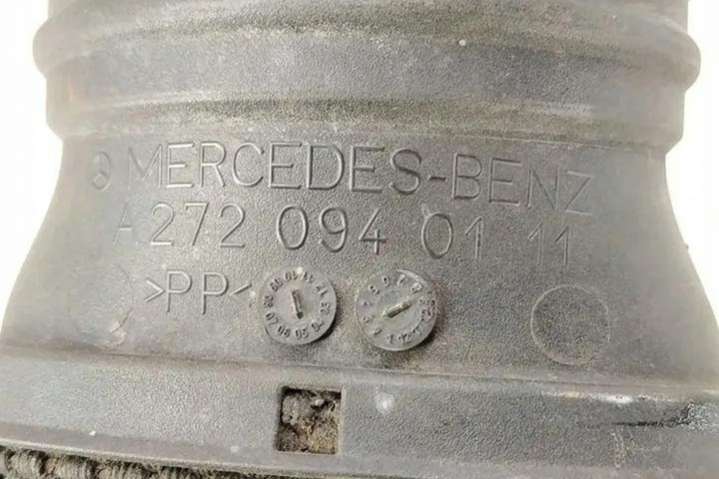 MERCEDES-BENZ
A 272 094 01 11
>PP<